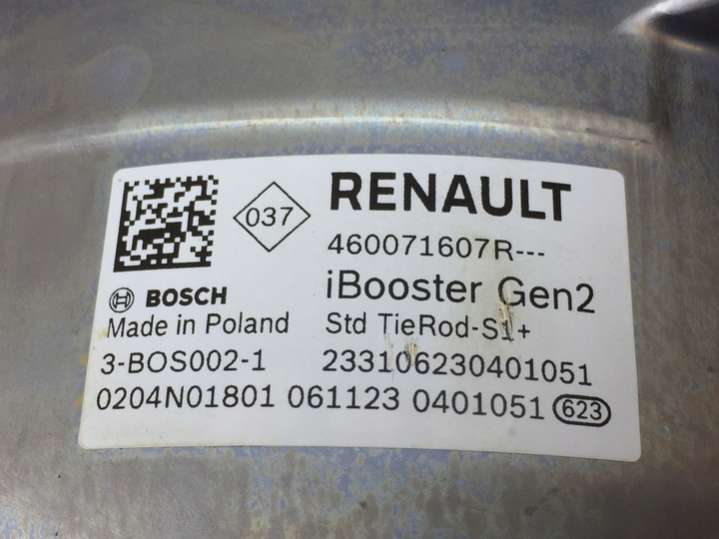 RENAULT
037
460071607R---
BOSCH
iBooster Gen2
Made in Poland
Std TieRod-S1+
3-BOS002-1
233106230401051
0204N01801 061123 0401051 623